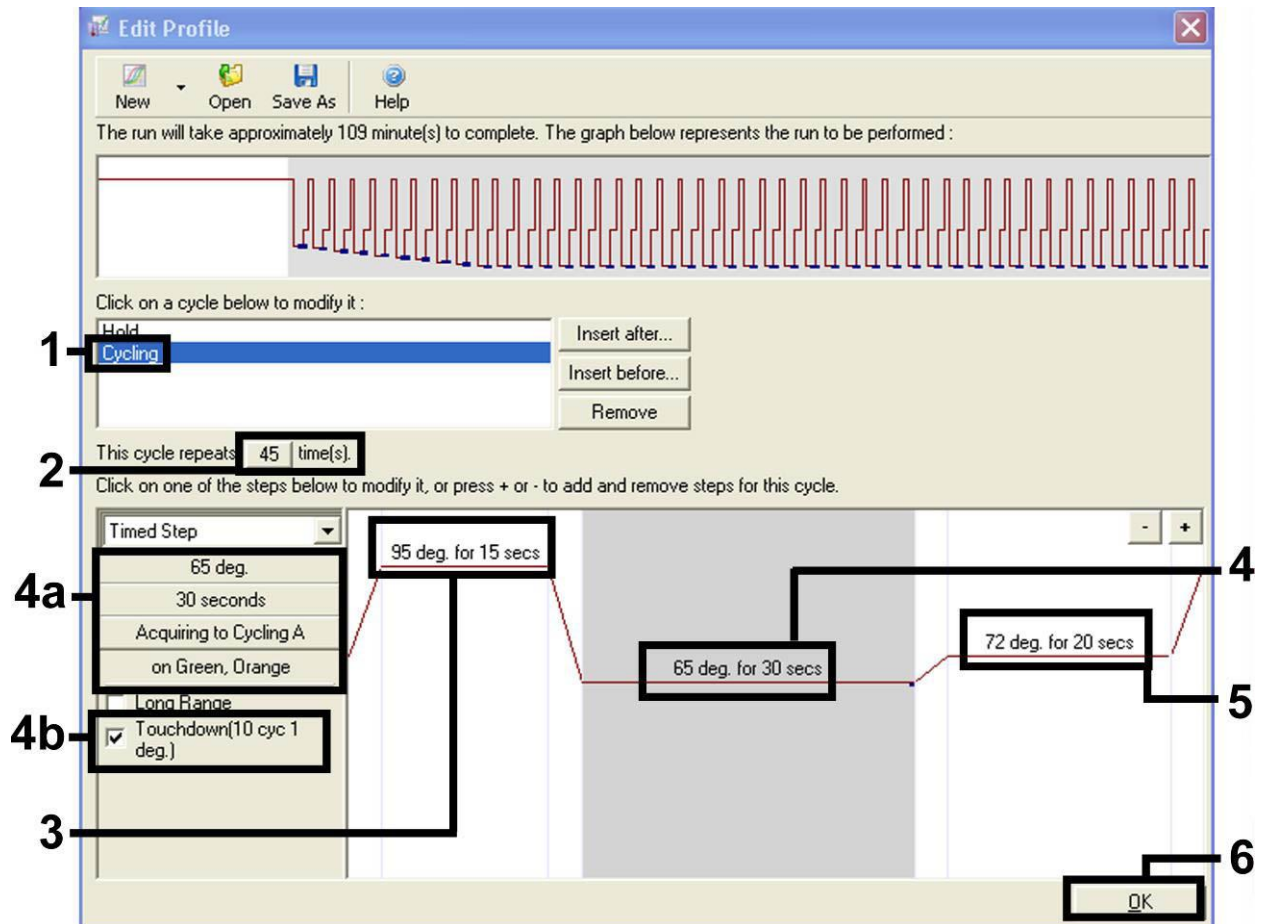 Edit Profile
New Open Save As Help
The run will take approximately 109 minute(s) to complete. The graph below represents the run to be performed :
Click on a cycle below to modify it :
Hold
1
Cycling
Insert after...
Insert before...
Remove
2
This cycle repeats 45 time(s).
Click on one of the steps below to modify it, or press + or - to add and remove steps for this cycle.
Timed Step
- +
95 deg. for 15 secs
4
4a
65 deg.
30 seconds
Acquiring to Cycling A
on Green, Orange
65 deg. for 30 secs
72 deg. for 20 secs
5
Long Range
4b
Touchdown(10 cyc 1
deg.)
3
6
OK